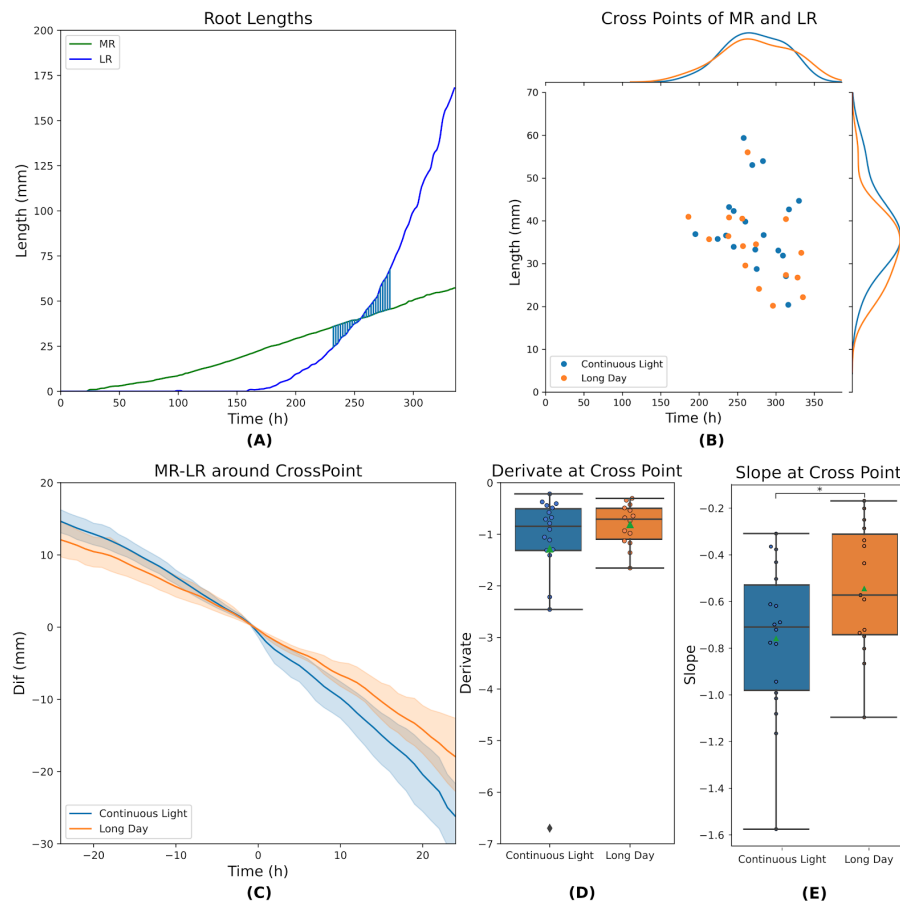 Root Lengths
200
175
150
125
100
75
50
25
0
MR
LR
Length (mm)
0 50 100 150 200 250 300
Time (h)
(A)
Cross Points of MR and LR
70
60
50
40
30
20
10
0
Length (mm)
Continuous Light
Long Day
0 50 100 150 200 250 300 350
Time (h)
(B)
MR-LR around CrossPoint
20
10
0
−10
−20
−30
Dif (mm)
Continuous Light
Long Day
−20 −10 0 10 20
Time (h)
(C)
Derivate at Cross Point
0
−1
−2
−3
−4
−5
−6
−7
Derivate
Continuous Light Long Day
(D)
Slope at Cross Point
*
−0.2
−0.4
−0.6
−0.8
−1.0
−1.2
−1.4
−1.6
Slope
Continuous Light Long Day
(E)